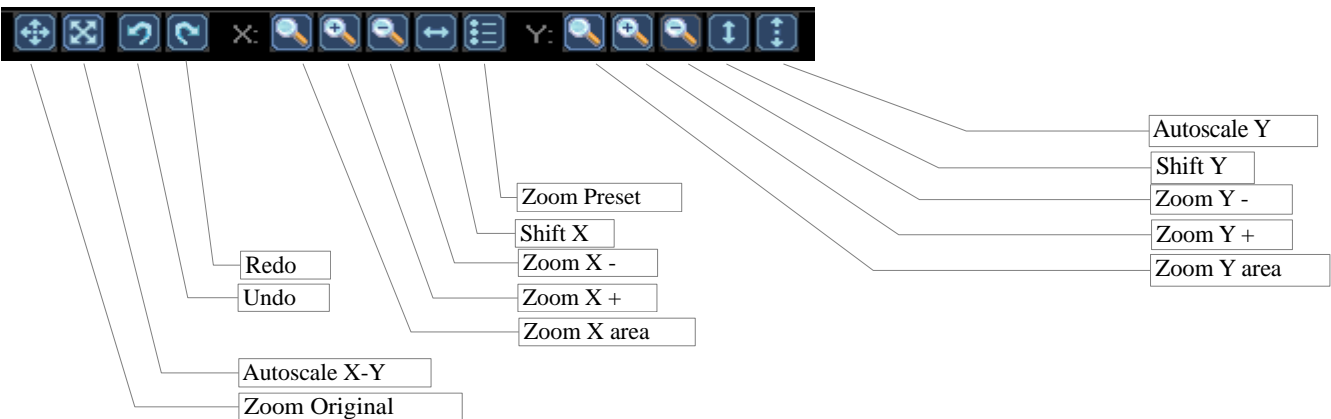 X:
Y:
Autoscale Y
Shift Y
Zoom Preset
Zoom Y -
Shift X
Zoom Y +
Redo
Zoom X -
Zoom Y area
Undo
Zoom X +
Zoom X area
Autoscale X-Y
Zoom Original